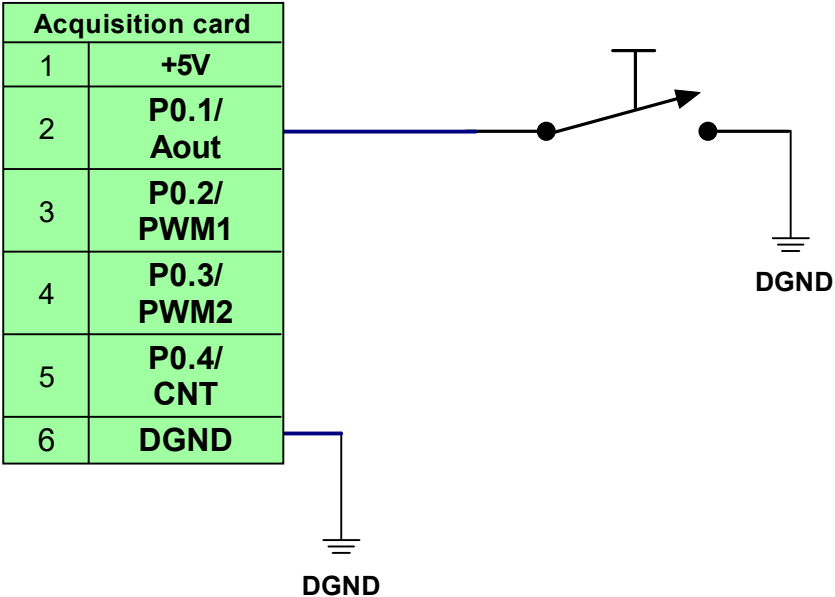 Acquisition card
1 +5V
2 P0.1/
Aout
3 P0.2/
PWM1
4 P0.3/
PWM2
5 P0.4/
CNT
6 DGND
DGND
DGND